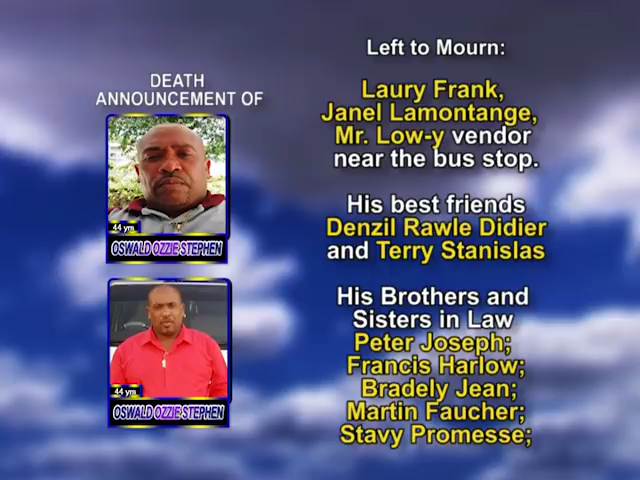 DEATH
ANNOUNCEMENT OF
44 yrs
OSWALD OZZIE STEPHEN
44 yrs
OSWALD OZZIE STEPHEN
Left to Mourn:
Laury Frank,
Janel Lamontange,
Mr. Low-y vendor
near the bus stop.
His best friends
Denzil Rawle Didier
and Terry Stanislas
His Brothers and
Sisters in Law
Peter Joseph;
Francis Harlow;
Bradely Jean;
Martin Faucher;
Stavy Promesse;